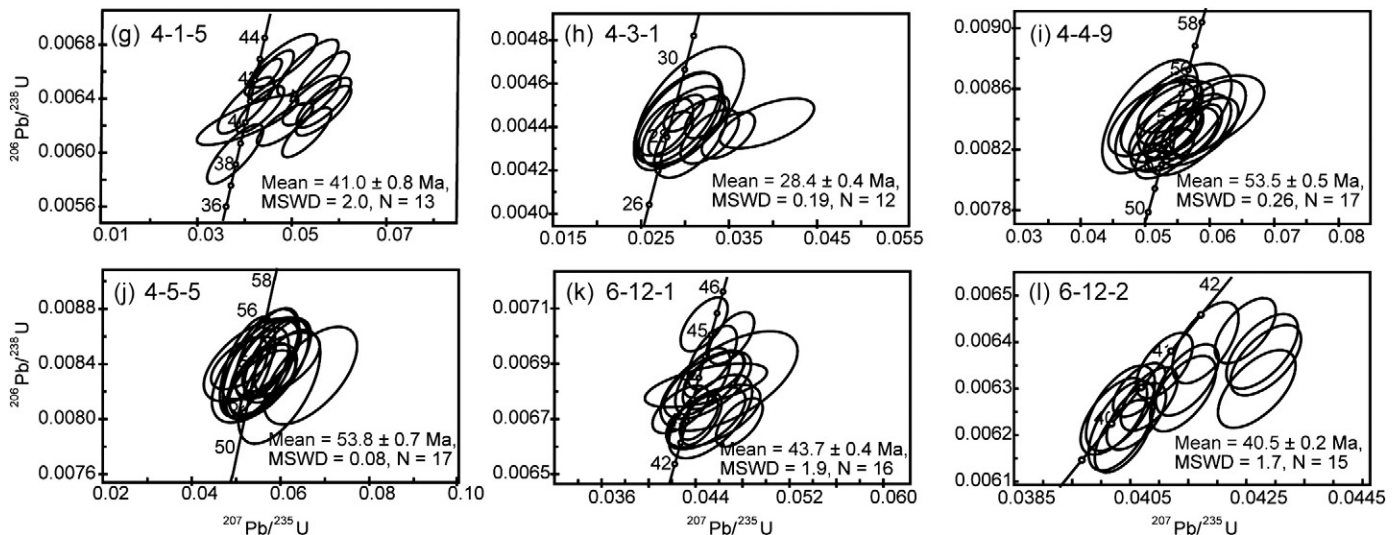 (g) 4-1-5
0.0068
0.0064
0.0060
0.0056
44
38
36
Mean = 41.0 ± 0.8 Ma,
MSWD = 2.0, N = 13
0.01 0.03 0.05 0.07
²⁰⁶Pb/²³⁸U
(h) 4-3-1
0.0048
0.0046
0.0044
0.0042
0.0040
30
28
26
Mean = 28.4 ± 0.4 Ma,
MSWD = 0.19, N = 12
0.015 0.025 0.035 0.045 0.055
(i) 4-4-9
0.0090
0.0086
0.0082
0.0078
58
56
50
Mean = 53.5 ± 0.5 Ma,
MSWD = 0.26, N = 17
0.03 0.04 0.05 0.06 0.07 0.08
(j) 4-5-5
0.0088
0.0084
0.0080
0.0076
58
56
50
Mean = 53.8 ± 0.7 Ma,
MSWD = 0.08, N = 17
0.02 0.04 0.06 0.08 0.10
²⁰⁶Pb/²³⁸U
²⁰⁷Pb/²³⁵U
(k) 6-12-1
0.0071
0.0069
0.0067
0.0065
46
45
42
Mean = 43.7 ± 0.4 Ma,
MSWD = 1.9, N = 16
0.036 0.044 0.052 0.060
²⁰⁷Pb/²³⁵U
(l) 6-12-2
0.0065
0.0064
0.0063
0.0062
0.0061
42
41
40
Mean = 40.5 ± 0.2 Ma,
MSWD = 1.7, N = 15
0.0385 0.0405 0.0425 0.0445
²⁰⁷Pb/²³⁵U